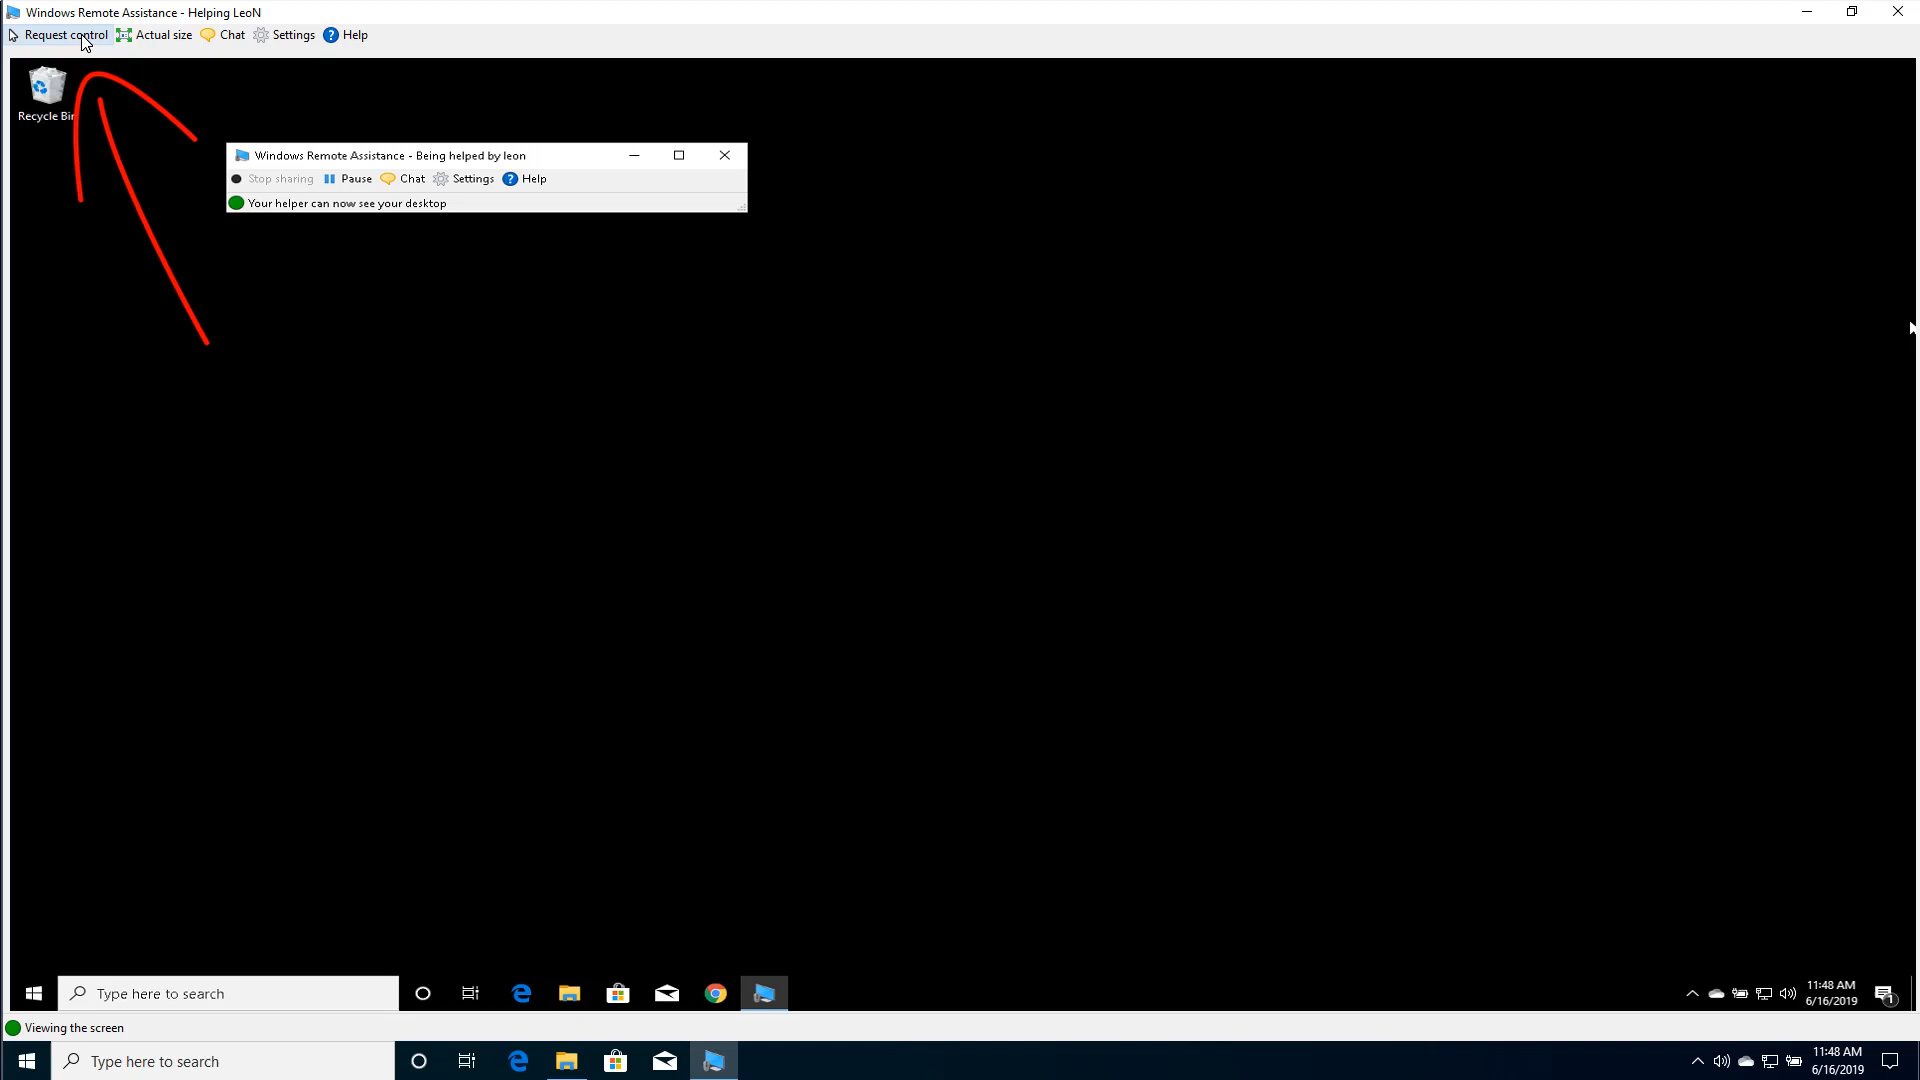 Windows Remote Assistance - Helping LeoN
Request control Actual size Chat Settings ? Help
Recycle Bin
Windows Remote Assistance - Being helped by leon
Stop sharing Pause Chat Settings ? Help
Your helper can now see your desktop
Type here to search
11:48 AM
6/16/2019
1
Viewing the screen
Type here to search
11:48 AM
6/16/2019